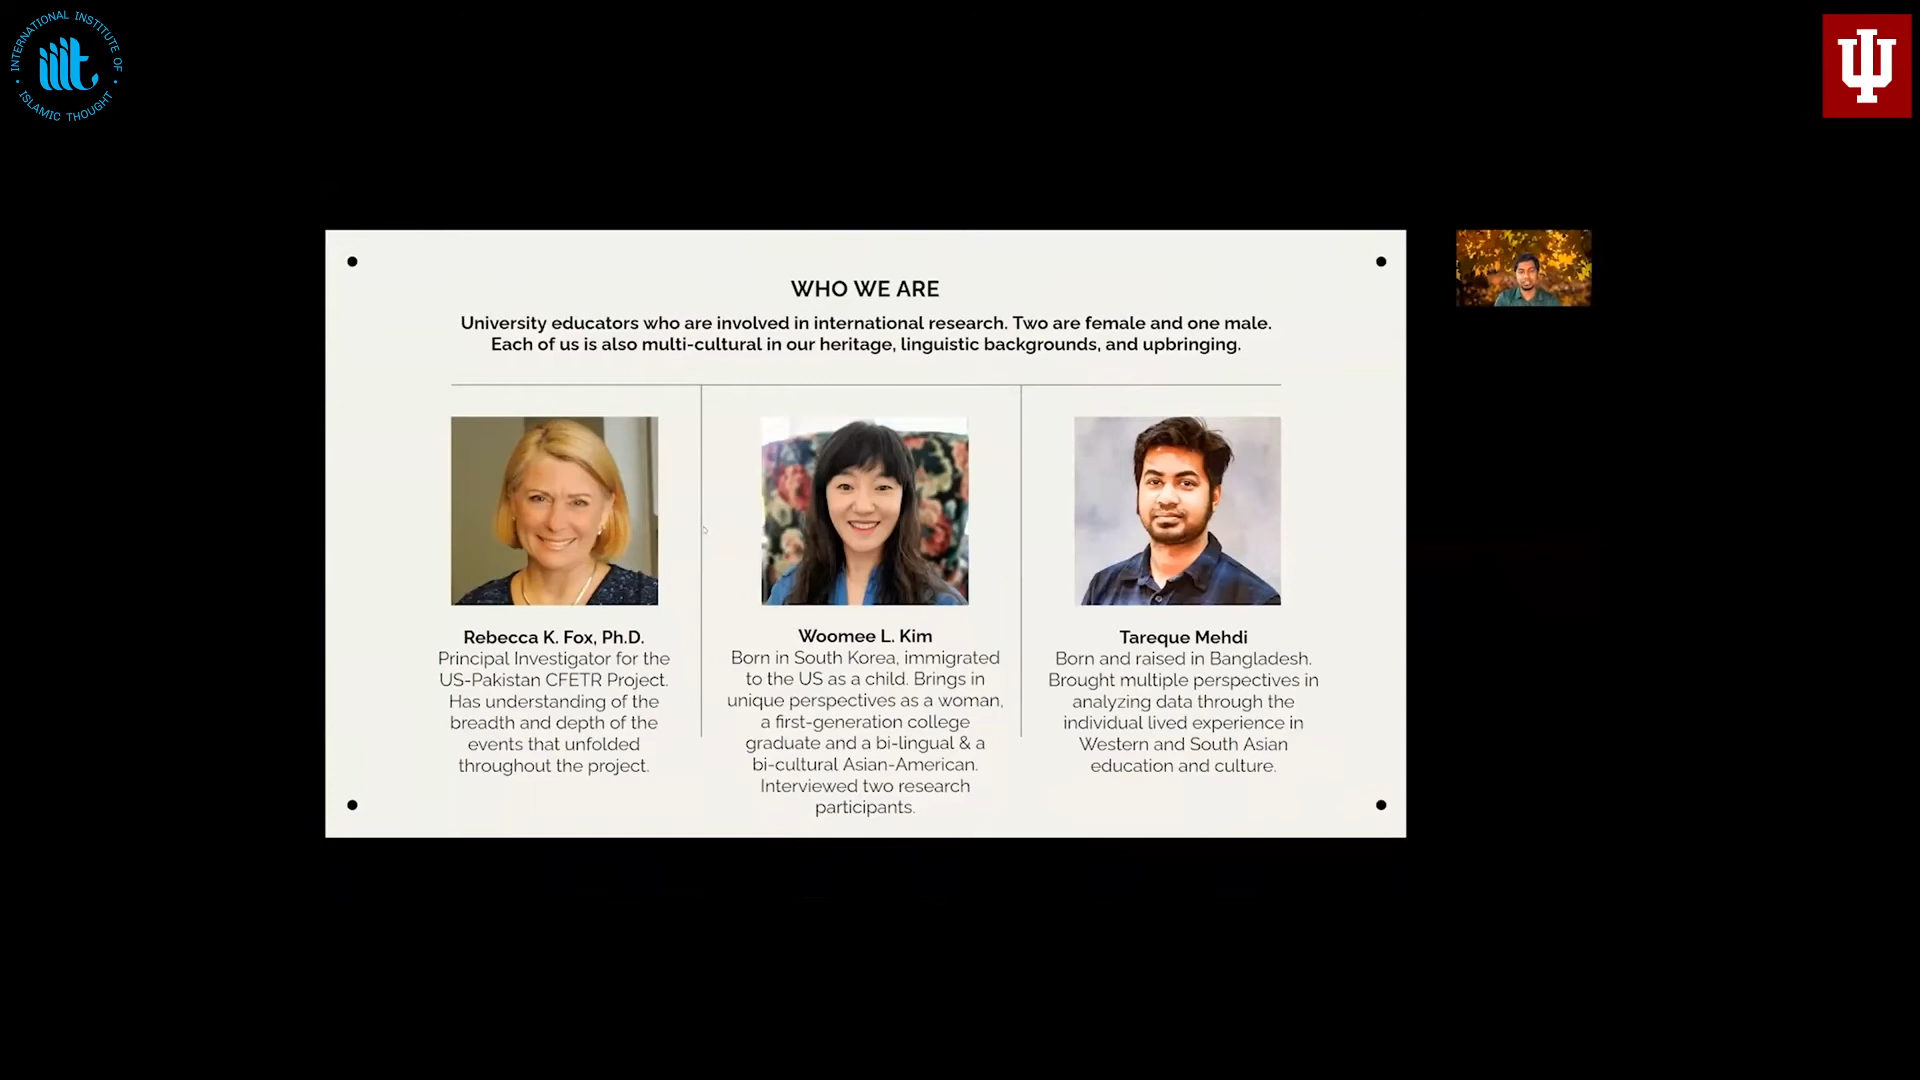 INTERNATIONAL INSTITUTE OF
ISLAMIC THOUGHT
iiit
WHO WE ARE
University educators who are involved in international research. Two are female and one male.
Each of us is also multi-cultural in our heritage, linguistic backgrounds, and upbringing.
Rebecca K. Fox, Ph.D.
Principal Investigator for the
US-Pakistan CFETR Project.
Has understanding of the
breadth and depth of the
events that unfolded
throughout the project.
Woomee L. Kim
Born in South Korea, immigrated
to the US as a child. Brings in
unique perspectives as a woman,
a first-generation college
graduate and a bi-lingual & a
bi-cultural Asian-American.
Interviewed two research
participants.
Tareque Mehdi
Born and raised in Bangladesh.
Brought multiple perspectives in
analyzing data through the
individual lived experience in
Western and South Asian
education and culture.